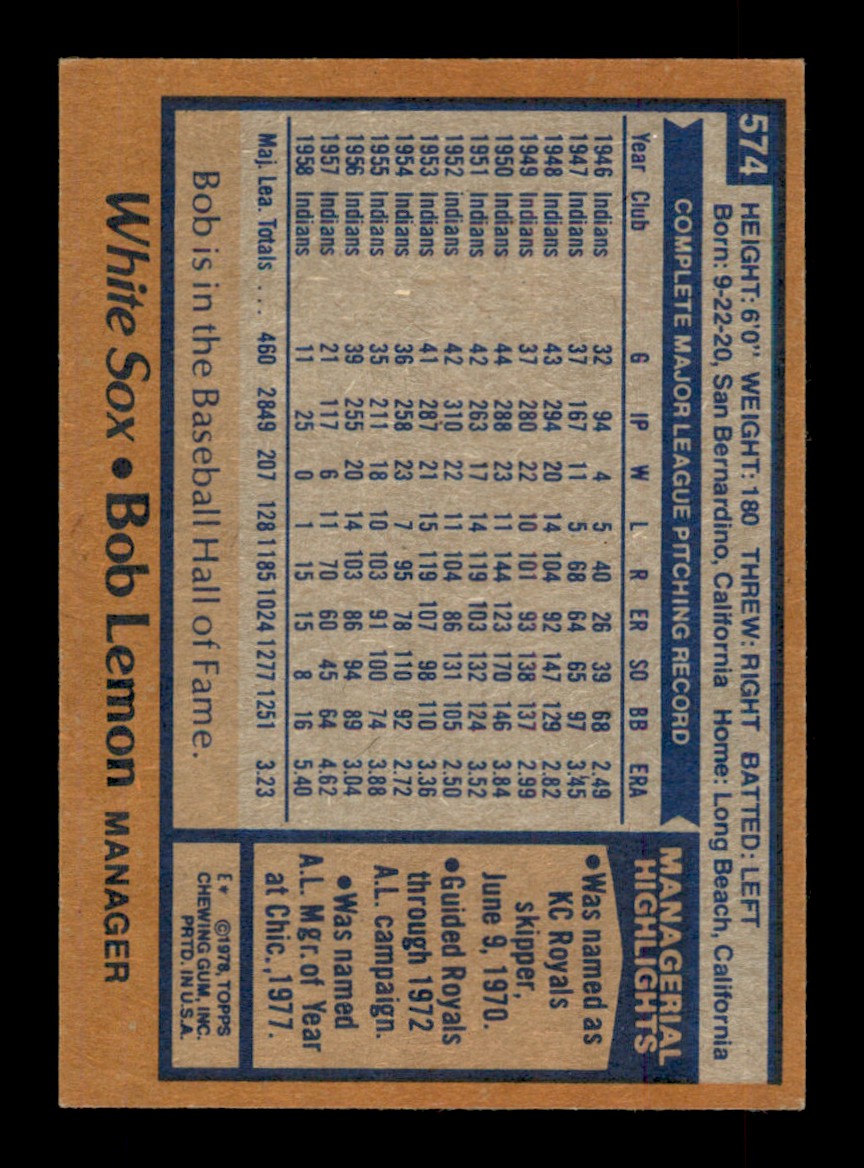 574
HEIGHT: 6'0" WEIGHT: 180 THREW: RIGHT BATTED: LEFT
Born: 9-22-20, San Bernardino, California Home: Long Beach, California
COMPLETE MAJOR LEAGUE PITCHING RECORD
Year Club G IP W L R ER SO BB ERA
1946 Indians 32 94 4 5 40 26 39 68 2.49
1947 Indians 37 167 11 5 68 64 65 97 3.45
1948 Indians 43 294 20 14 104 92 147 129 2.82
1949 Indians 37 280 22 10 101 93 138 137 2.99
1950 Indians 44 288 23 11 144 123 170 146 3.84
1951 Indians 42 263 17 14 119 103 132 124 3.52
1952 Indians 42 310 22 11 104 86 131 105 2.50
1953 Indians 41 287 21 15 119 107 98 110 3.36
1954 Indians 36 258 23 7 95 78 110 92 2.72
1955 Indians 35 211 18 10 103 91 100 74 3.88
1956 Indians 39 255 20 14 103 86 94 89 3.04
1957 Indians 21 117 6 11 70 60 45 64 4.62
1958 Indians 11 25 0 1 15 15 8 16 5.40
Maj. Lea. Totals ... 460 2849 207 128 1185 1024 1277 1251 3.23
Bob is in the Baseball Hall of Fame.
MANAGERIAL
HIGHLIGHTS
●Was named as
KC Royals
skipper,
June 9, 1970.
●Guided Royals
through 1972
A.L. campaign.
●Was named
A.L. Mgr. of Year
at Chic., 1977.
E* ©1978, TOPPS
CHEWING GUM, INC.
PRTD. IN U.S.A.
White Sox ● Bob Lemon MANAGER